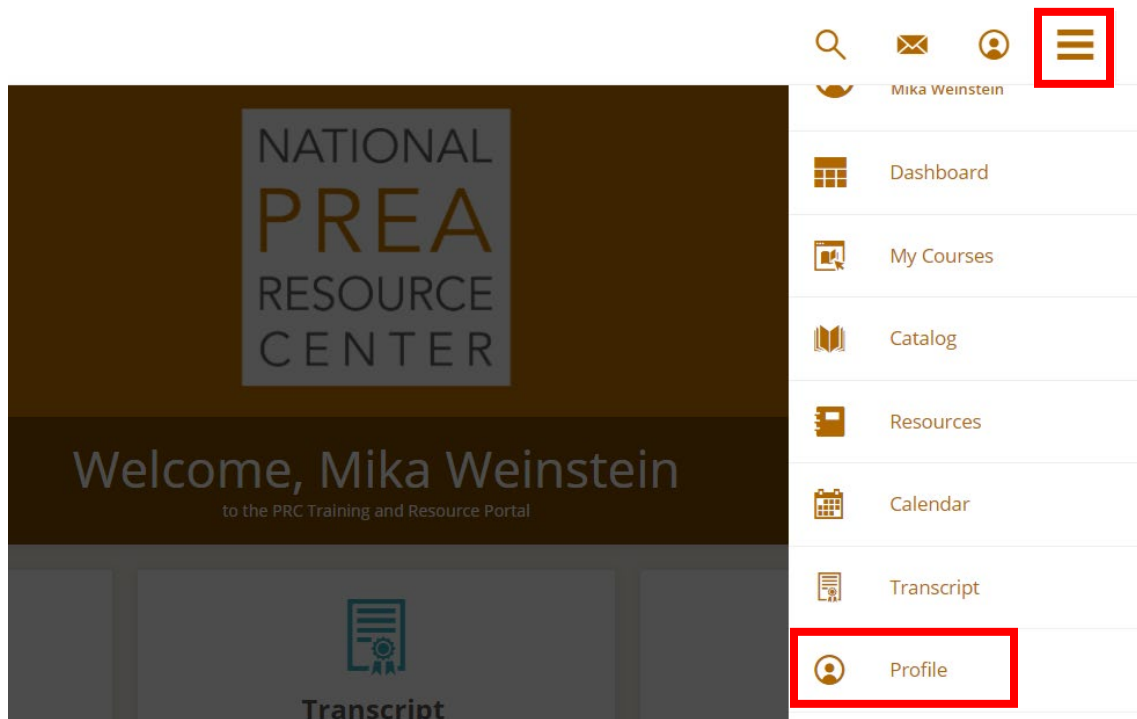 Mika Weinstein
NATIONAL
PREA
RESOURCE
CENTER
Welcome, Mika Weinstein
to the PRC Training and Resource Portal
Transcript
Dashboard
My Courses
Catalog
Resources
Calendar
Transcript
Profile